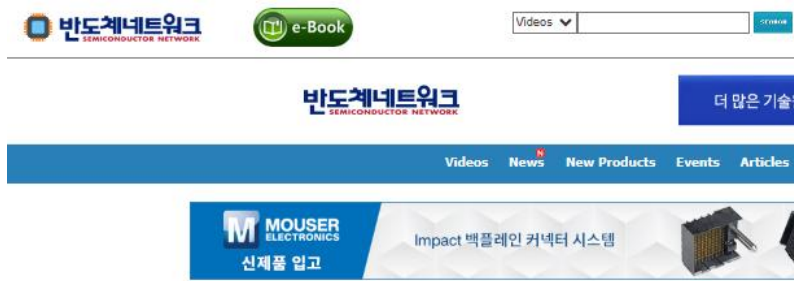 반도체네트워크
SEMICONDUCTOR NETWORK
e-Book
Videos
SEARCH
반도체네트워크
SEMICONDUCTOR NETWORK
더 많은 기술
Videos News N New Products Events Articles
M MOUSER
ELECTRONICS
신제품 입고
Impact 백플레인 커넥터 시스템